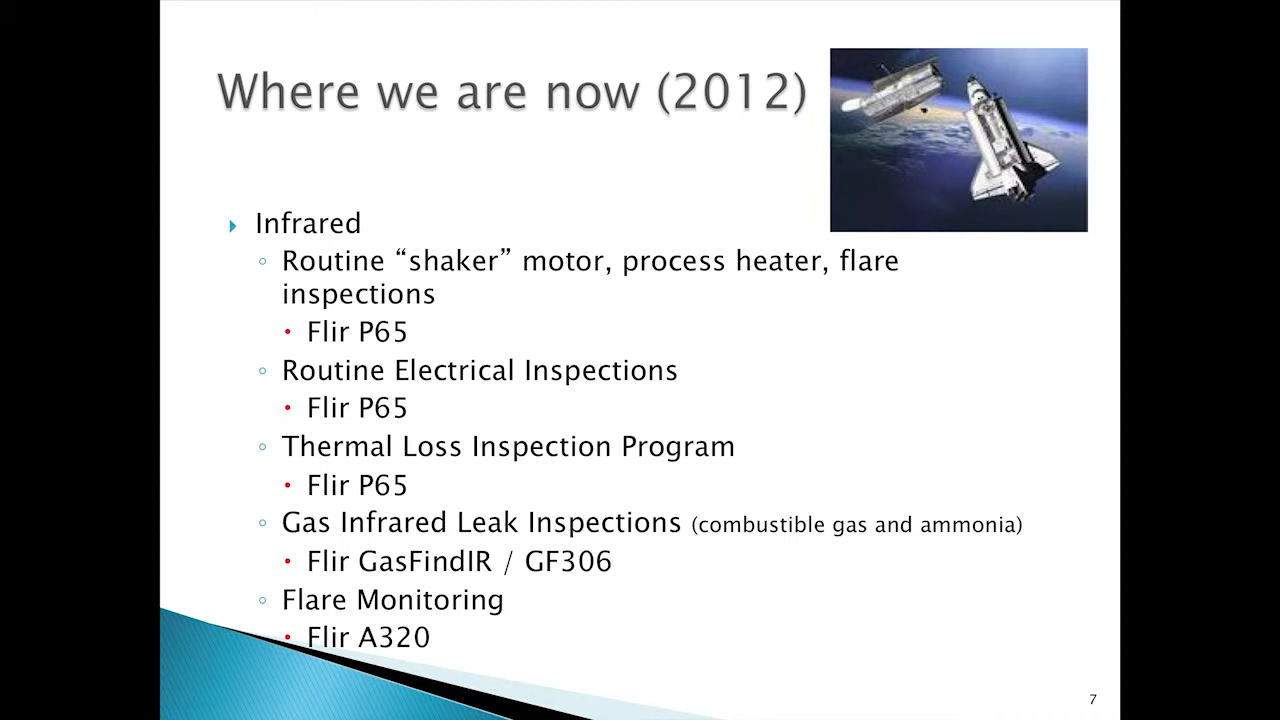 Where we are now (2012)
Infrared
Routine “shaker” motor, process heater, flare
inspections
Flir P65
Routine Electrical Inspections
Flir P65
Thermal Loss Inspection Program
Flir P65
Gas Infrared Leak Inspections (combustible gas and ammonia)
Flir GasFindIR / GF306
Flare Monitoring
Flir A320
7